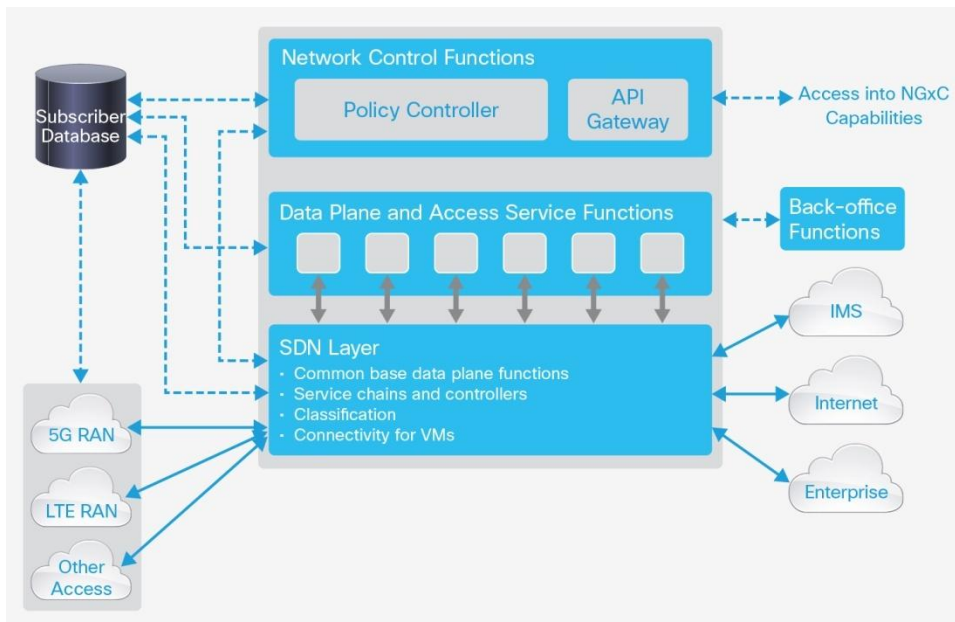 Network Control Functions
Policy Controller
API
Gateway
Access into NGxC
Capabilities
Subscriber
Database
Data Plane and Access Service Functions
Back-office
Functions
SDN Layer
· Common base data plane functions
· Service chains and controllers
· Classification
· Connectivity for VMs
IMS
Internet
Enterprise
5G RAN
LTE RAN
Other
Access